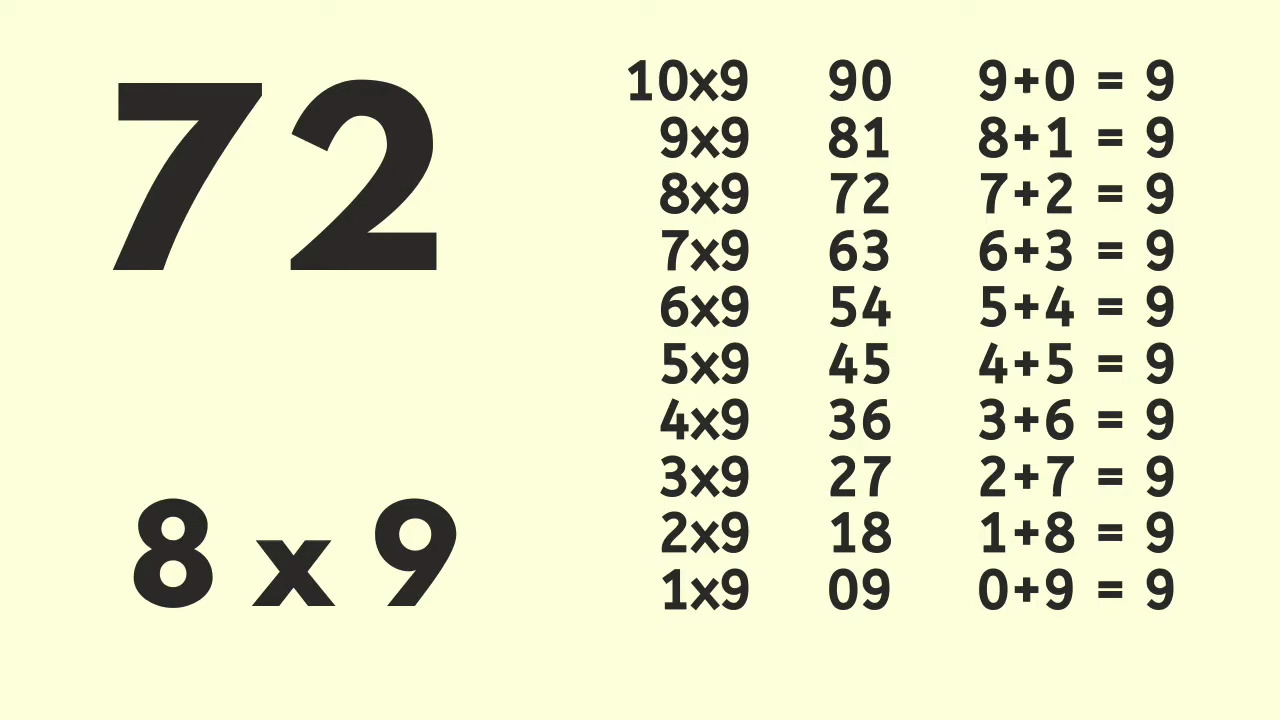 72
8 x 9
10x9 90 9+0 = 9
9x9 81 8+1 = 9
8x9 72 7+2 = 9
7x9 63 6+3 = 9
6x9 54 5+4 = 9
5x9 45 4+5 = 9
4x9 36 3+6 = 9
3x9 27 2+7 = 9
2x9 18 1+8 = 9
1x9 09 0+9 = 9